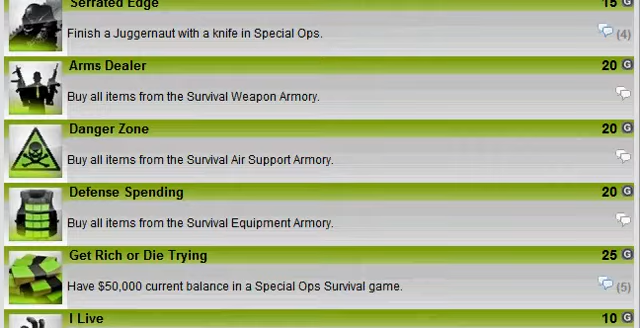 Serrated Edge 15 G
Finish a Juggernaut with a knife in Special Ops. (4)
Arms Dealer 20 G
Buy all items from the Survival Weapon Armory.
Danger Zone 20 G
Buy all items from the Survival Air Support Armory.
Defense Spending 20 G
Buy all items from the Survival Equipment Armory.
Get Rich or Die Trying 25 G
Have $50,000 current balance in a Special Ops Survival game. (5)
I Live 10 G